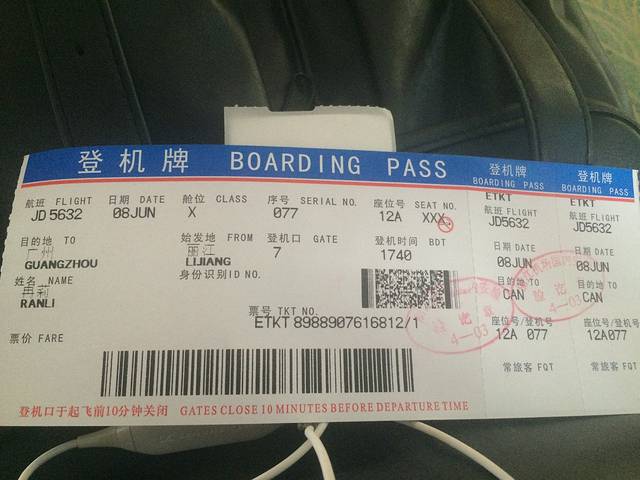 登机牌 BOARDING PASS
航班 FLIGHT 日期 DATE 舱位 CLASS 序号 SERIAL NO. 座位号 SEAT NO.
JD5632 08JUN X 077 12A XXX
目的地 TO 始发地 FROM 登机口 GATE 登机时间 BDT
广州 丽江
GUANGZHOU LIJIANG 7 1740
姓名 NAME 身份识别ID NO.
冉莉
RANLI
票号 TKT NO.
ETKT 8988907616812/1
票价 FARE
登机口于起飞前10分钟关闭 GATES CLOSE 10 MINUTES BEFORE DEPARTURE TIME
登机牌
BOARDING PASS
ETKT
航班 FLIGHT
JD5632
日期 DATE
08JUN
目的地 TO
CAN
座位号/登机号
12A 077
常旅客 FQT
登机牌
BOARDING PASS
ETKT
航班 FLIGHT
JD5632
日期 DATE
08JUN
目的地 TO
CAN
座位号/登机号
12A077
常旅客 FQT
验讫
4-03
验讫
4-03